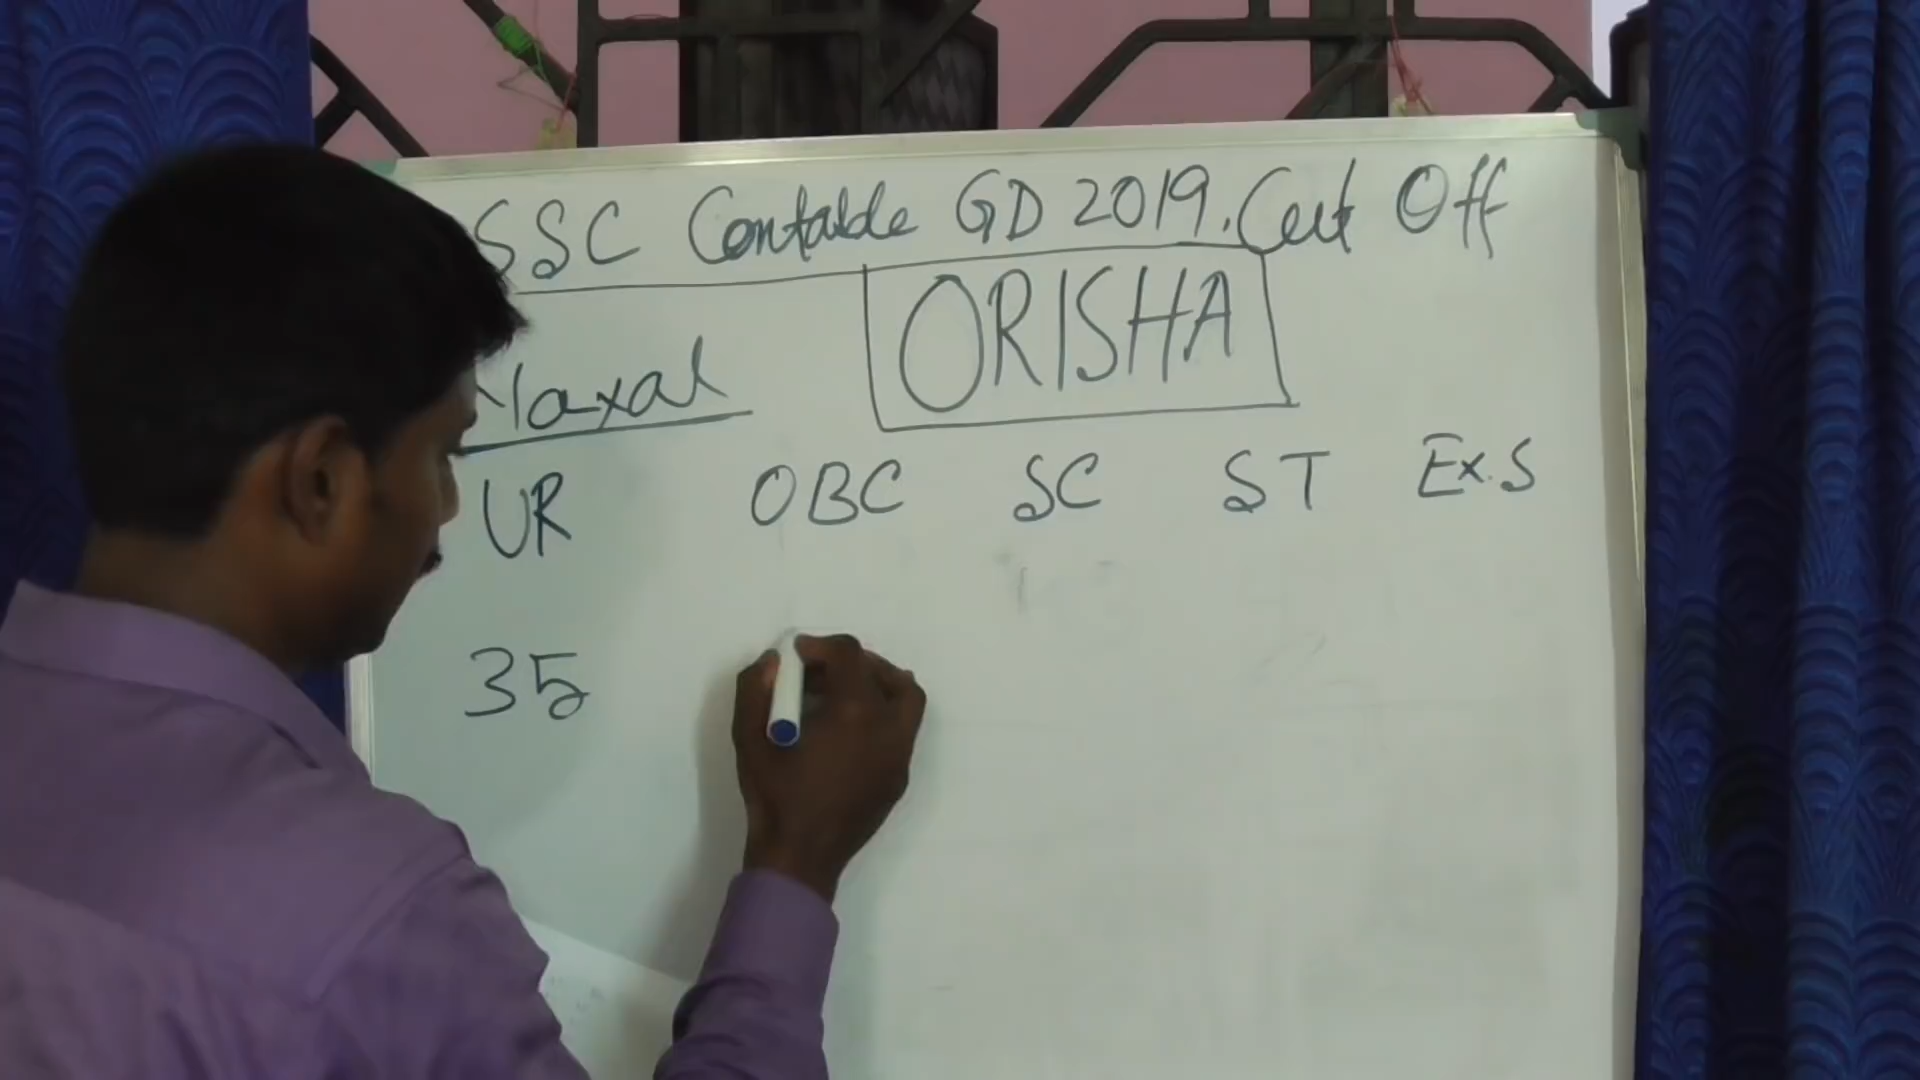 SSC Contable GD 2019. Cut Off
ORISHA
Naxal
UR OBC SC ST Ex.S
35